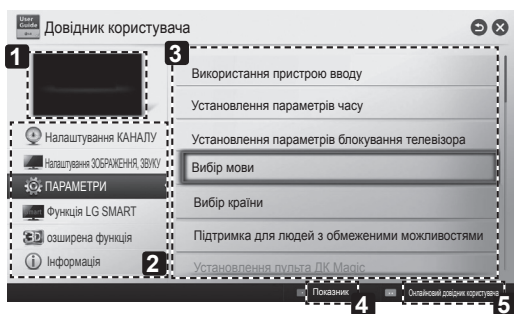 User
Guide
Довідник користувача
1
3
Використання пристрою вводу
Установлення параметрів часу
Установлення параметрів блокування телевізора
Вибір мови
Вибір країни
Підтримка для людей з обмеженими можливостями
Установлення пульта ДК Magic
Налаштування КАНАЛУ
Налаштування ЗОБРАЖЕННЯ, ЗВУКУ
ПАРАМЕТРИ
Функція LG SMART
3D озширена функція
Інформація
2
Показник
4
Онлайновий довідник користувача
5